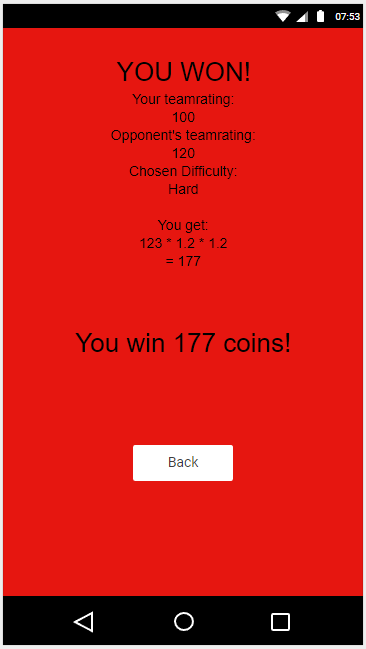 07:53
YOU WON!
Your teamrating:
100
Opponent's teamrating:
120
Chosen Difficulty:
Hard
You get:
123 * 1.2 * 1.2
= 177
You win 177 coins!
Back